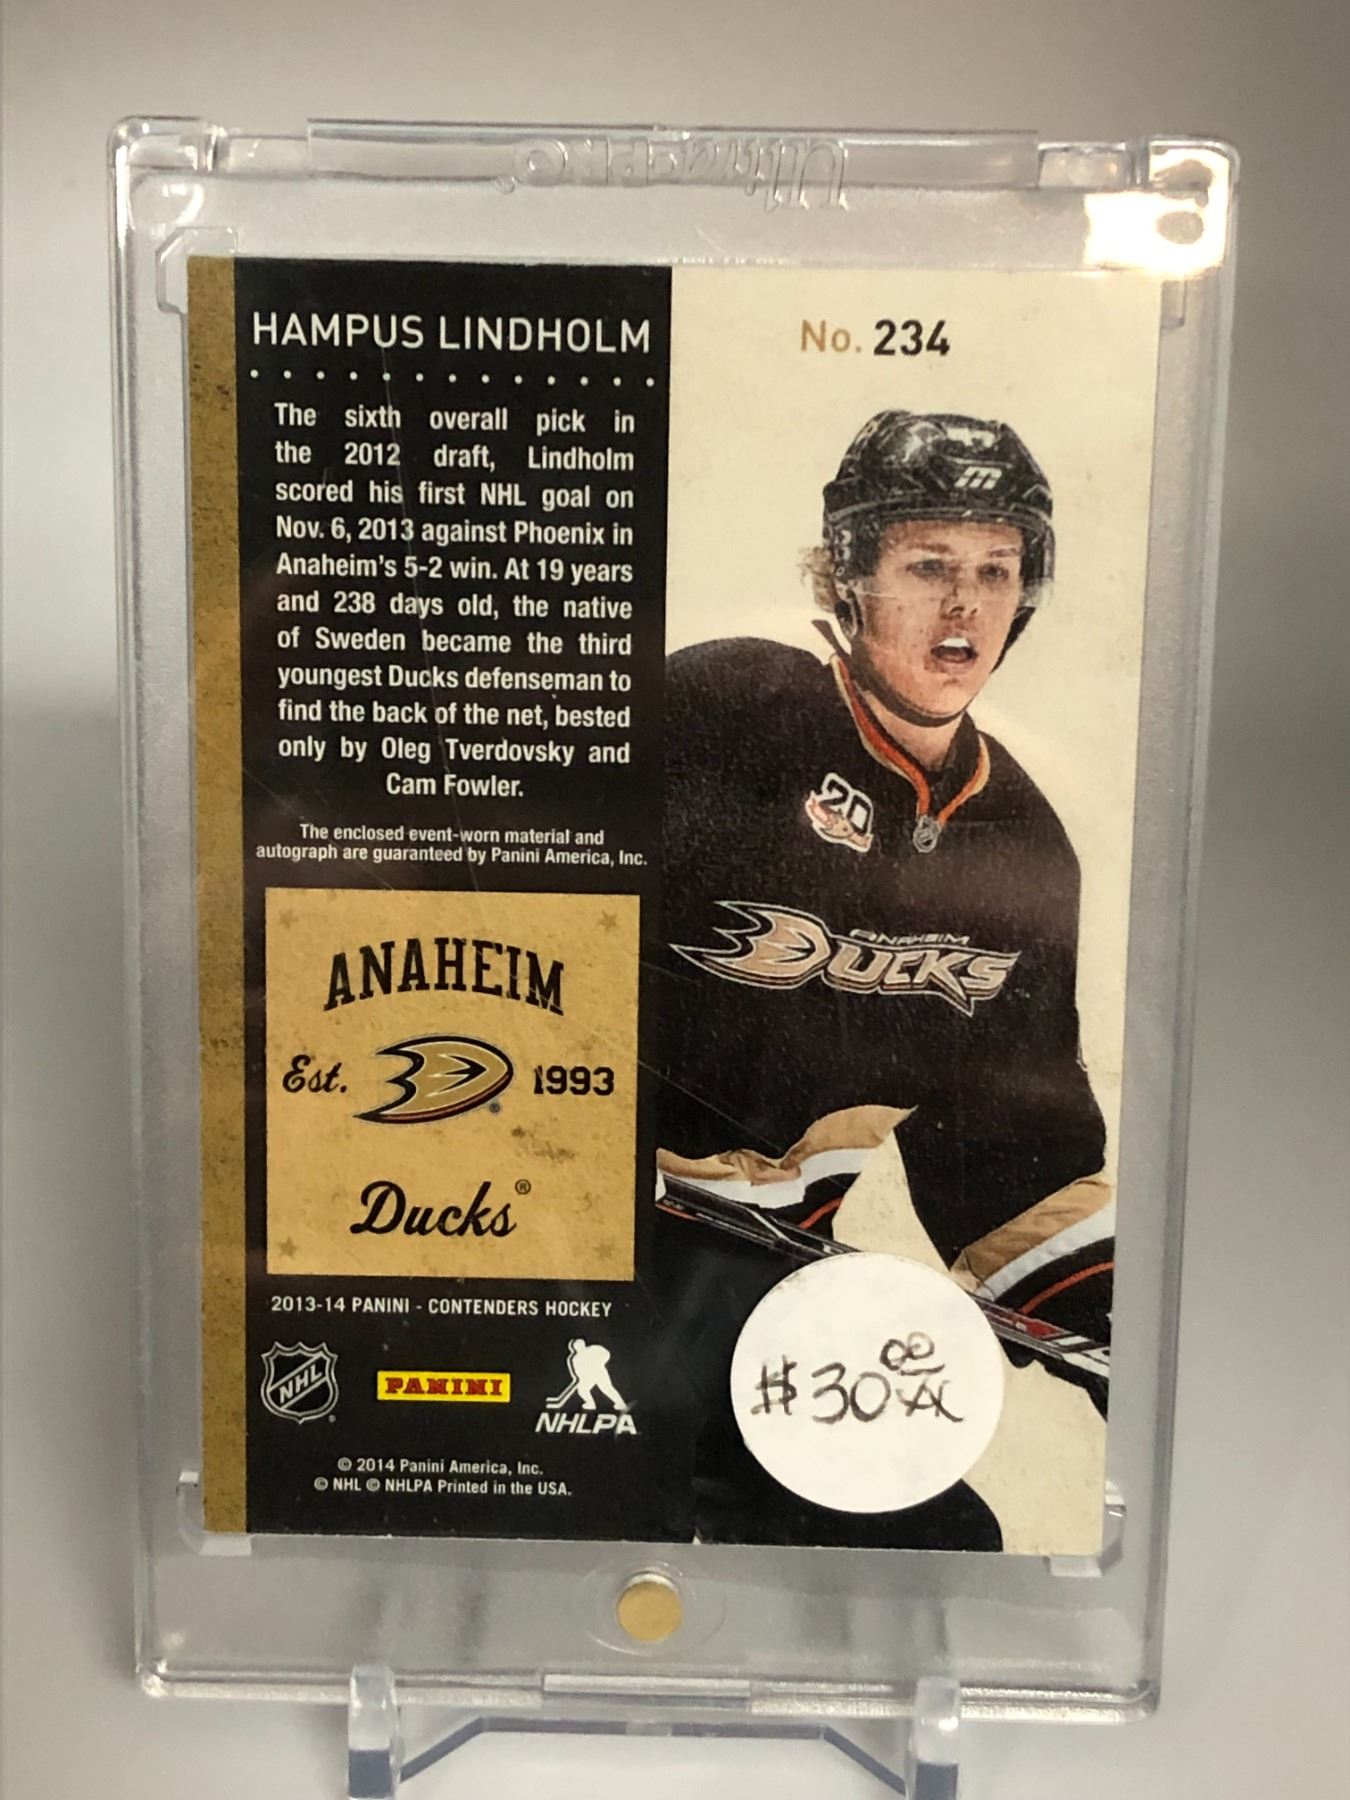 Ultra•PRO®
HAMPUS LINDHOLM
The sixth overall pick in
the 2012 draft, Lindholm
scored his first NHL goal on
Nov. 6, 2013 against Phoenix in
Anaheim's 5-2 win. At 19 years
and 238 days old, the native
of Sweden became the third
youngest Ducks defenseman to
find the back of the net, bested
only by Oleg Tverdovsky and
Cam Fowler.
The enclosed event-worn material and
autograph are guaranteed by Panini America, Inc.
ANAHEIM
Est. 1993
Ducks®
2013-14 PANINI - CONTENDERS HOCKEY
NHL
PANINI
NHLPA
© 2014 Panini America, Inc.
© NHL © NHLPA Printed in the USA.
No. 234
20
ANAHEIM
DUCKS
$30 00